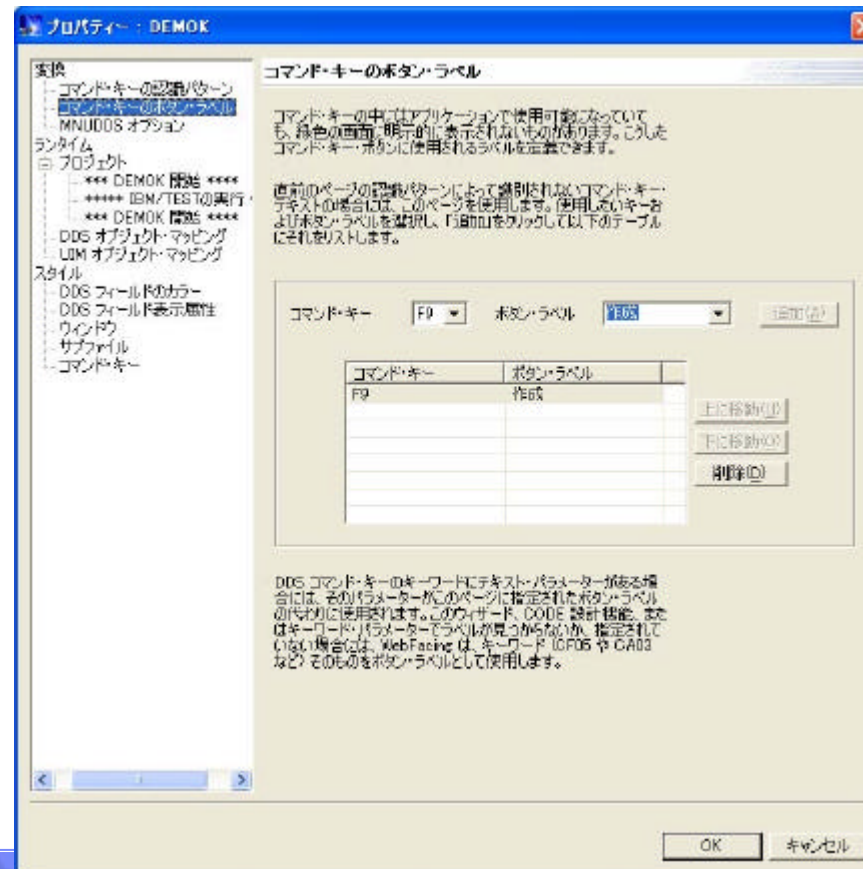 プロパティー : DEMOK
変換
コマンド・キーの認識パターン
コマンド・キーのボタン・ラベル
MNUDDS オプション
ランタイム
プロジェクト
*** DEMOK 開始 ****
***** IBM/TESTの実行
*** DEMOK 開始 ****
DDS オブジェクト・マッピング
UIM オブジェクト・マッピング
スタイル
DDS フィールドのカラー
DDS フィールド表示属性
ウィンドウ
サブファイル
コマンド・キー
コマンド・キーのボタン・ラベル
コマンド・キーの中にはアプリケーションで使用可能になっていて
も、緑色の画面に明示的に表示されないものがあります。こうした
コマンド・キー・ボタンに使用されるラベルを定義できます。
直前のページの認識パターンによって識別されないコマンド・キー・
テキストの場合には、このページを使用します。使用したいキーお
よびボタン・ラベルを選択し、「追加」をクリックして以下のテーブル
にそれをリストします。
コマンド・キー F9 ボタン・ラベル 作成 追加(A)
コマンド・キー ボタン・ラベル
F9 作成
上に移動(U)
下に移動(O)
削除(D)
DDS コマンド・キーのキーワードにテキスト・パラメーターがある場
合には、そのパラメーターがこのページに指定されたボタン・ラベル
の代わりに使用されます。このウィザード、CODE 設計機能、また
はキーワード・パラメーターでラベルが見つからないか、指定されて
いない場合には、WebFacing は、キーワード (CF05 や CA03
など) そのものをボタン・ラベルとして使用します。
OK キャンセル